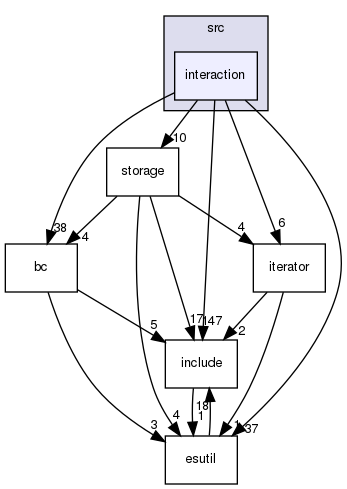 src
interaction
10
storage
38
4
4
6
bc
iterator
5
17
147
2
include
18
1
3
4
1
37
esutil